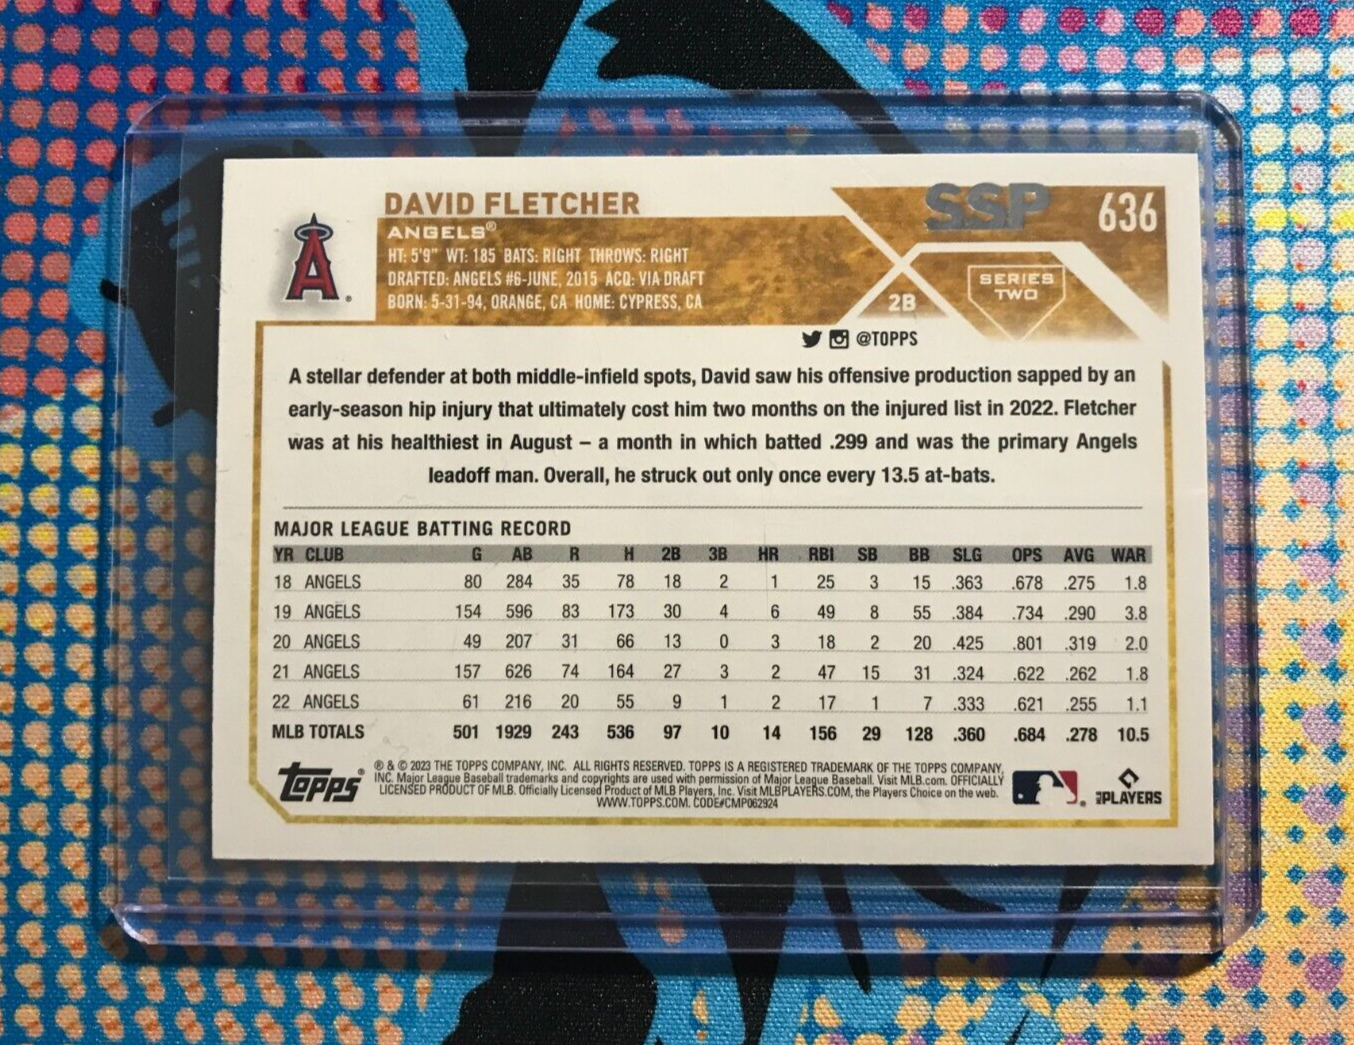 DAVID FLETCHER
ANGELS®
HT: 5'9" WT: 185 BATS: RIGHT THROWS: RIGHT
DRAFTED: ANGELS #6-JUNE, 2015 ACQ: VIA DRAFT
BORN: 5-31-94, ORANGE, CA HOME: CYPRESS, CA
SSP
636
2B
SERIES
TWO
@TOPPS
A stellar defender at both middle-infield spots, David saw his offensive production sapped by an
early-season hip injury that ultimately cost him two months on the injured list in 2022. Fletcher
was at his healthiest in August – a month in which batted .299 and was the primary Angels
leadoff man. Overall, he struck out only once every 13.5 at-bats.
MAJOR LEAGUE BATTING RECORD
YR CLUB G AB R H 2B 3B HR RBI SB BB SLG OPS AVG WAR
18 ANGELS 80 284 35 78 18 2 1 25 3 15 .363 .678 .275 1.8
19 ANGELS 154 596 83 173 30 4 6 49 8 55 .384 .734 .290 3.8
20 ANGELS 49 207 31 66 13 0 3 18 2 20 .425 .801 .319 2.0
21 ANGELS 157 626 74 164 27 3 2 47 15 31 .324 .622 .262 1.8
22 ANGELS 61 216 20 55 9 1 2 17 1 7 .333 .621 .255 1.1
MLB TOTALS 501 1929 243 536 97 10 14 156 29 128 .360 .684 .278 10.5
topps®
® & © 2023 THE TOPPS COMPANY, INC. ALL RIGHTS RESERVED. TOPPS IS A REGISTERED TRADEMARK OF THE TOPPS COMPANY,
INC. Major League Baseball trademarks and copyrights are used with permission of Major League Baseball. Visit MLB.com. OFFICIALLY
LICENSED PRODUCT OF MLB. Officially Licensed Product of MLB Players, Inc. Visit MLBPLAYERS.COM, the Players Choice on the web.
WWW.TOPPS.COM. CODE#CMP062924
MLB PLAYERS